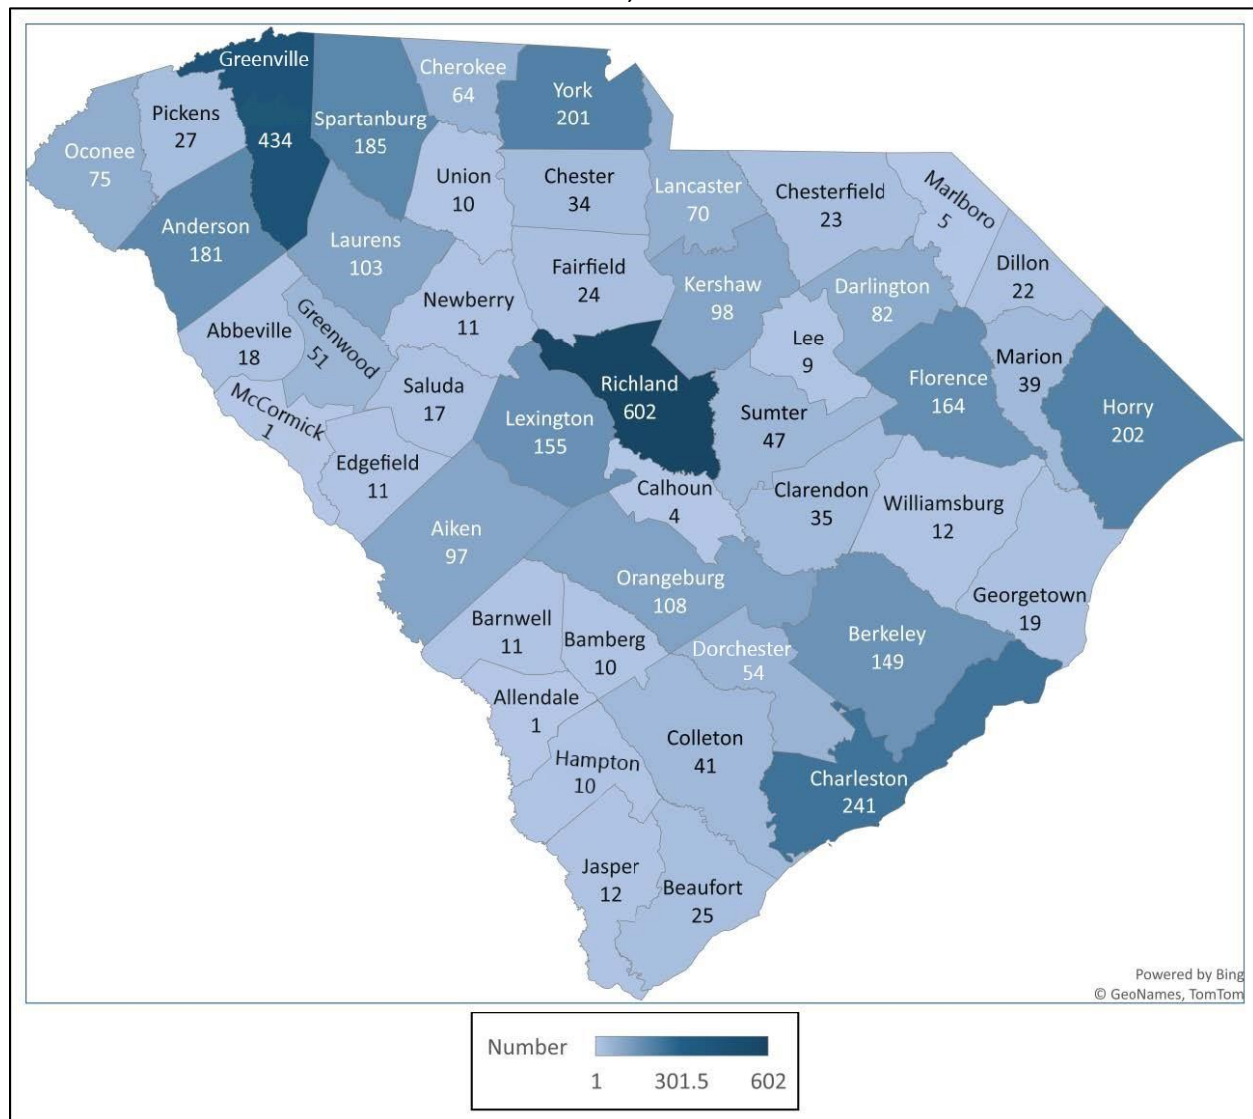 Greenville
434
Cherokee
64
York
201
Pickens
27
Spartanburg
185
Oconee
75
Union
10
Chester
34
Lancaster
70
Chesterfield
23
Marlboro
5
Anderson
181
Laurens
103
Fairfield
24
Kershaw
98
Darlington
82
Dillon
22
Newberry
11
Abbeville
18
Greenwood
51
Lee
9
Marion
39
Richland
602
Florence
164
Saluda
17
Lexington
155
Sumter
47
Horry
202
McCormick
1
Edgefield
11
Calhoun
4
Clarendon
35
Williamsburg
12
Aiken
97
Orangeburg
108
Georgetown
19
Barnwell
11
Bamberg
10
Dorchester
54
Berkeley
149
Allendale
1
Colleton
41
Hampton
10
Charleston
241
Jasper
12
Beaufort
25
Powered by Bing
© GeoNames, TomTom
Number
1 301.5 602